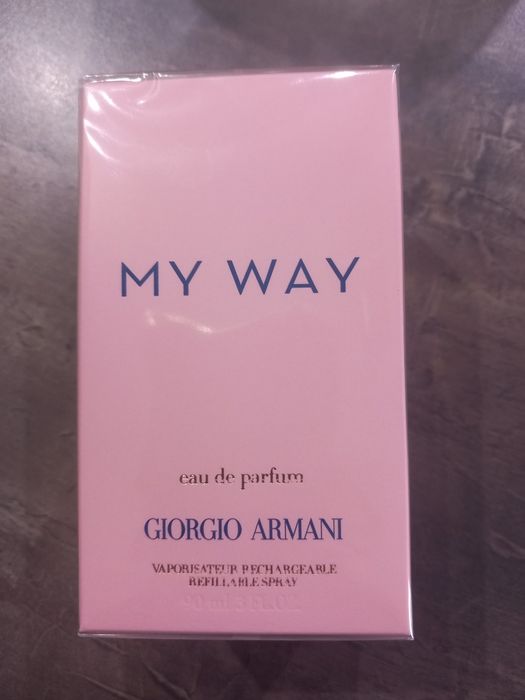 MY WAY
eau de parfum
GIORGIO ARMANI
VAPORISATEUR RECHARGEABLE
REFILLABLE SPRAY
90 ml 3 FL.OZ.